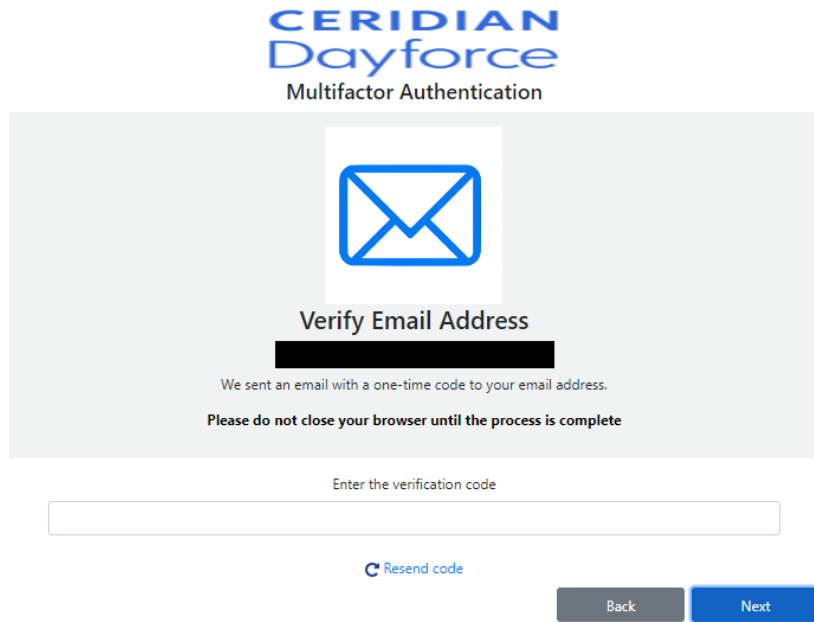 CERIDIAN
Dayforce
Multifactor Authentication
Verify Email Address
We sent an email with a one-time code to your email address.
Please do not close your browser until the process is complete
Enter the verification code
Resend code
Back
Next